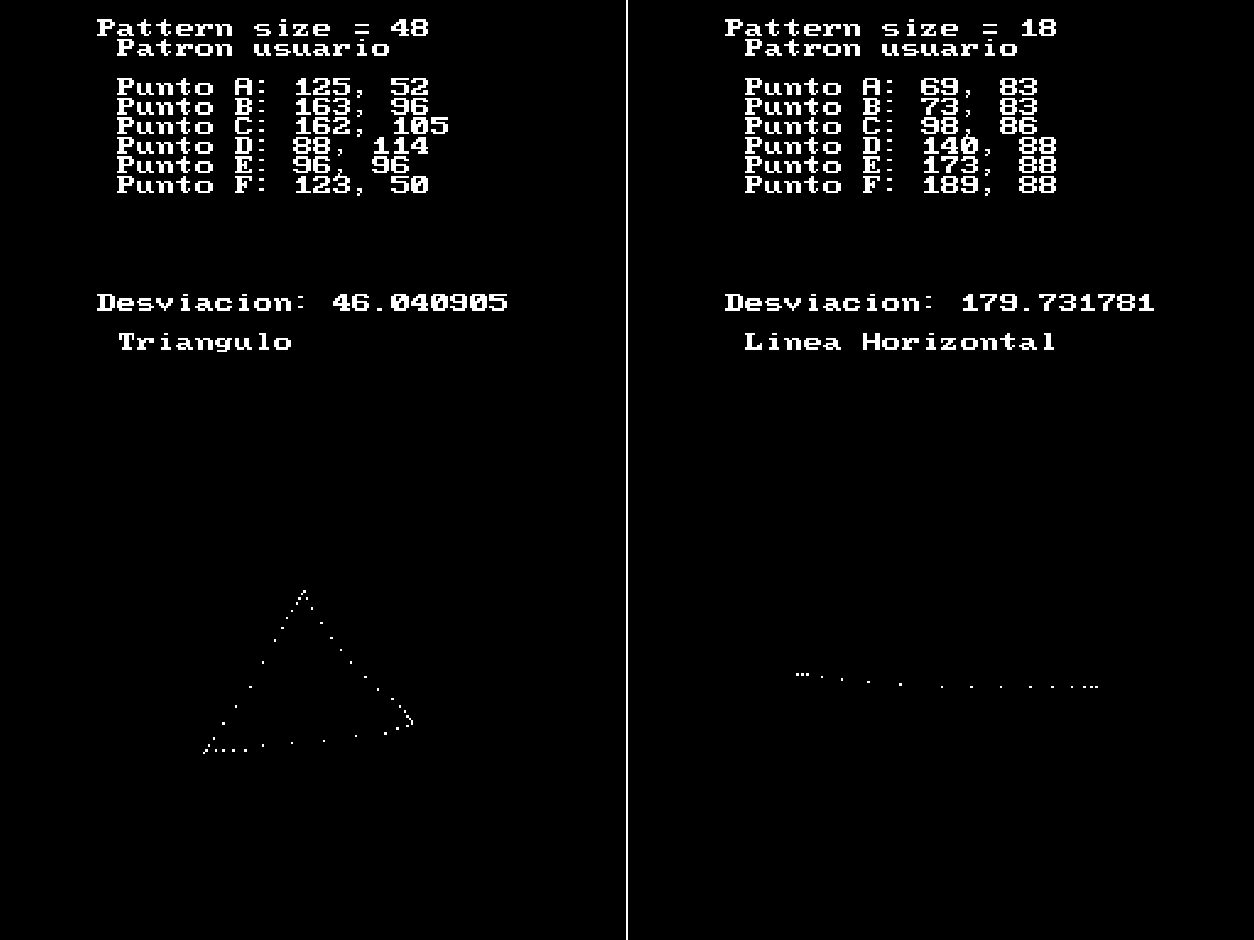 Pattern size = 48
Patron usuario
Punto A: 125, 52
Punto B: 163, 96
Punto C: 162, 105
Punto D: 88, 114
Punto E: 96, 96
Punto F: 123, 50
Desviacion: 46.040905
Triangulo
Pattern size = 18
Patron usuario
Punto A: 69, 83
Punto B: 73, 83
Punto C: 98, 86
Punto D: 140, 88
Punto E: 173, 88
Punto F: 189, 88
Desviacion: 179.731781
Linea Horizontal